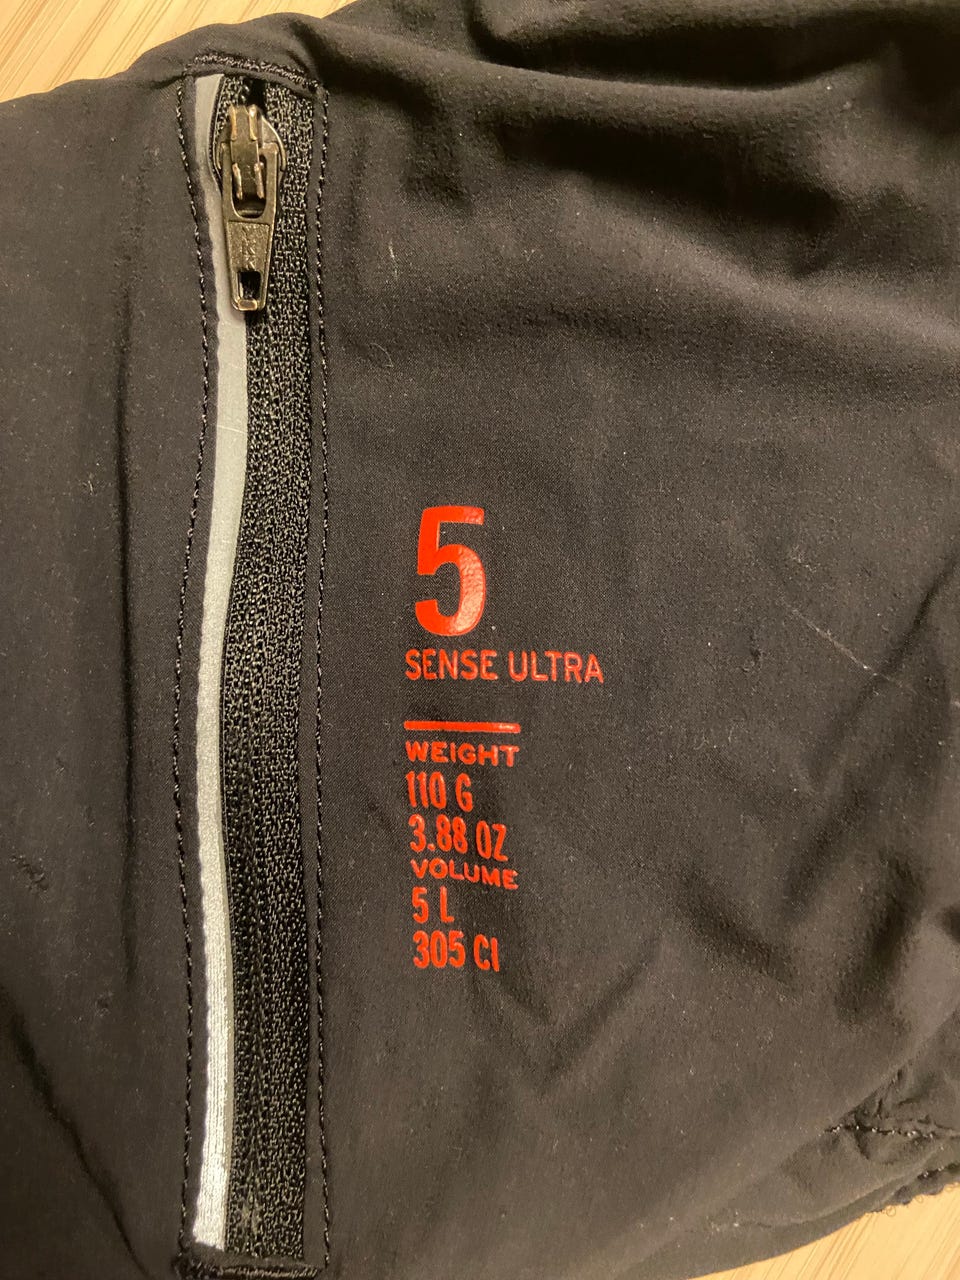 5
SENSE ULTRA
WEIGHT
110 G
3.88 OZ
VOLUME
5 L
305 CI